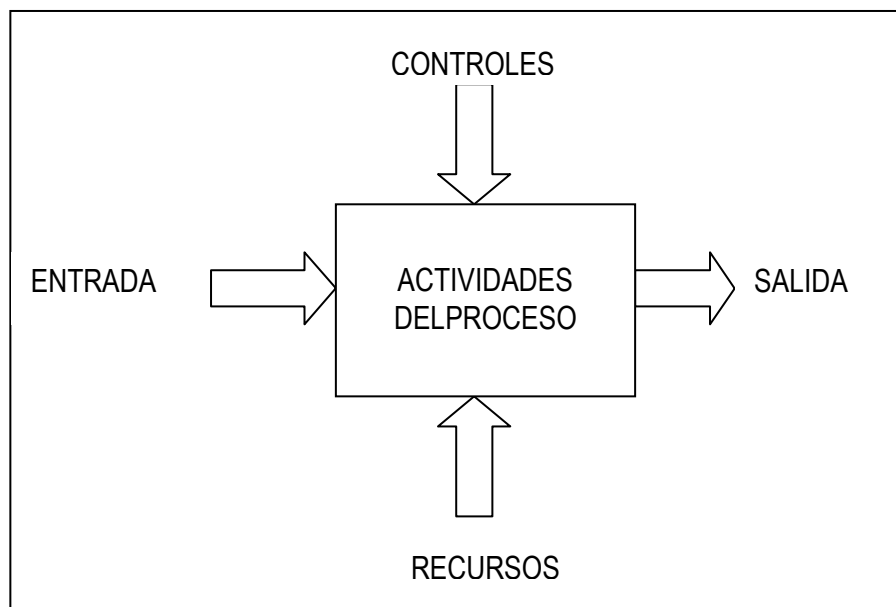 CONTROLES
ENTRADA
ACTIVIDADES
DELPROCESO
SALIDA
RECURSOS